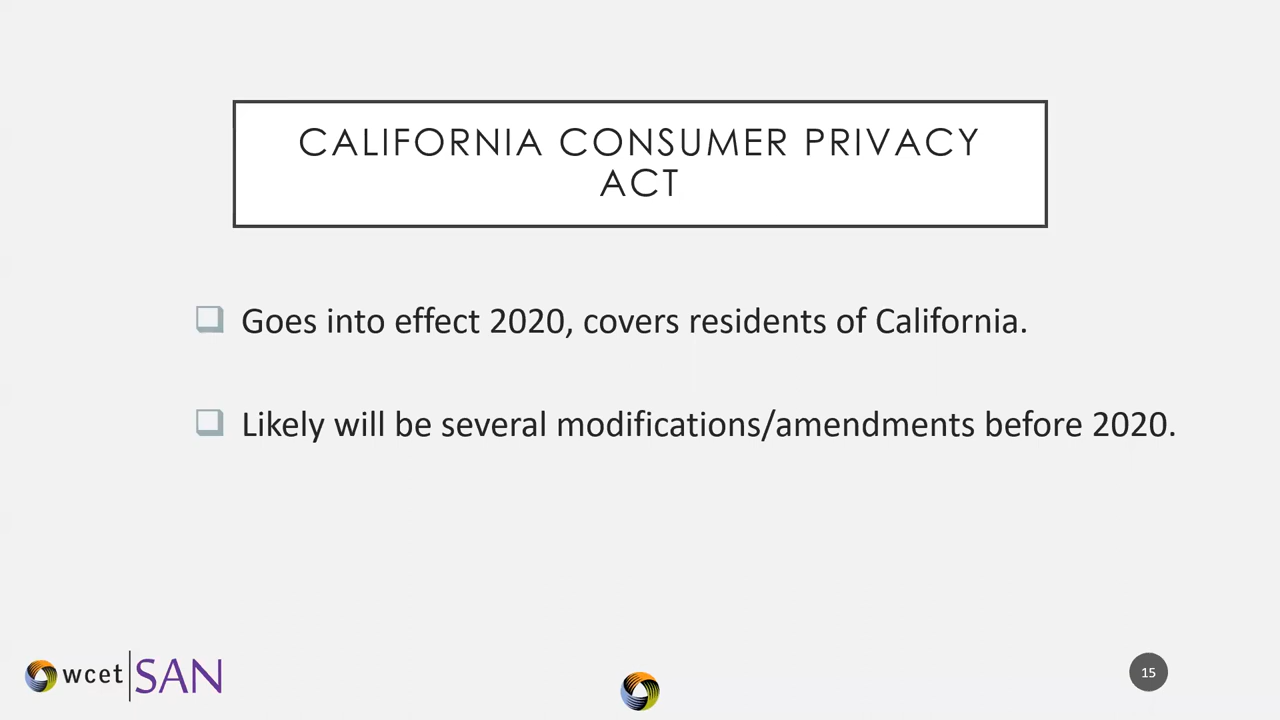 CALIFORNIA CONSUMER PRIVACY
ACT
Goes into effect 2020, covers residents of California.
Likely will be several modifications/amendments before 2020.
wcet SAN
15